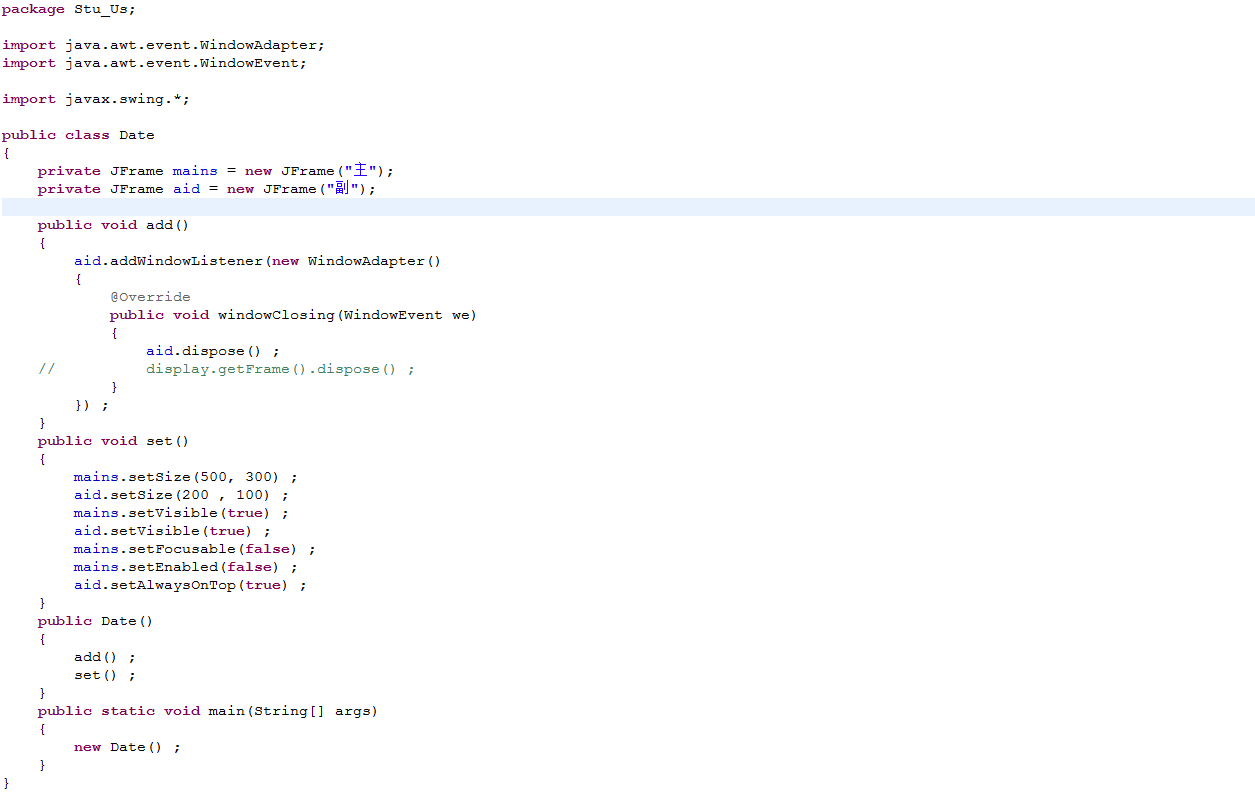 package Stu_Us;
import java.awt.event.WindowAdapter;
import java.awt.event.WindowEvent;
import javax.swing.*;
public class Date
{
    private JFrame mains = new JFrame("主");
    private JFrame aid = new JFrame("副");
    public void add()
    {
        aid.addWindowListener(new WindowAdapter()
        {
            @Override
            public void windowClosing(WindowEvent we)
            {
                aid.dispose() ;
    //          display.getFrame().dispose() ;
            }
        }) ;
    }
    public void set()
    {
        mains.setSize(500, 300) ;
        aid.setSize(200 , 100) ;
        mains.setVisible(true) ;
        aid.setVisible(true) ;
        mains.setFocusable(false) ;
        mains.setEnabled(false) ;
        aid.setAlwaysOnTop(true) ;
    }
    public Date()
    {
        add() ;
        set() ;
    }
    public static void main(String[] args)
    {
        new Date() ;
    }
}